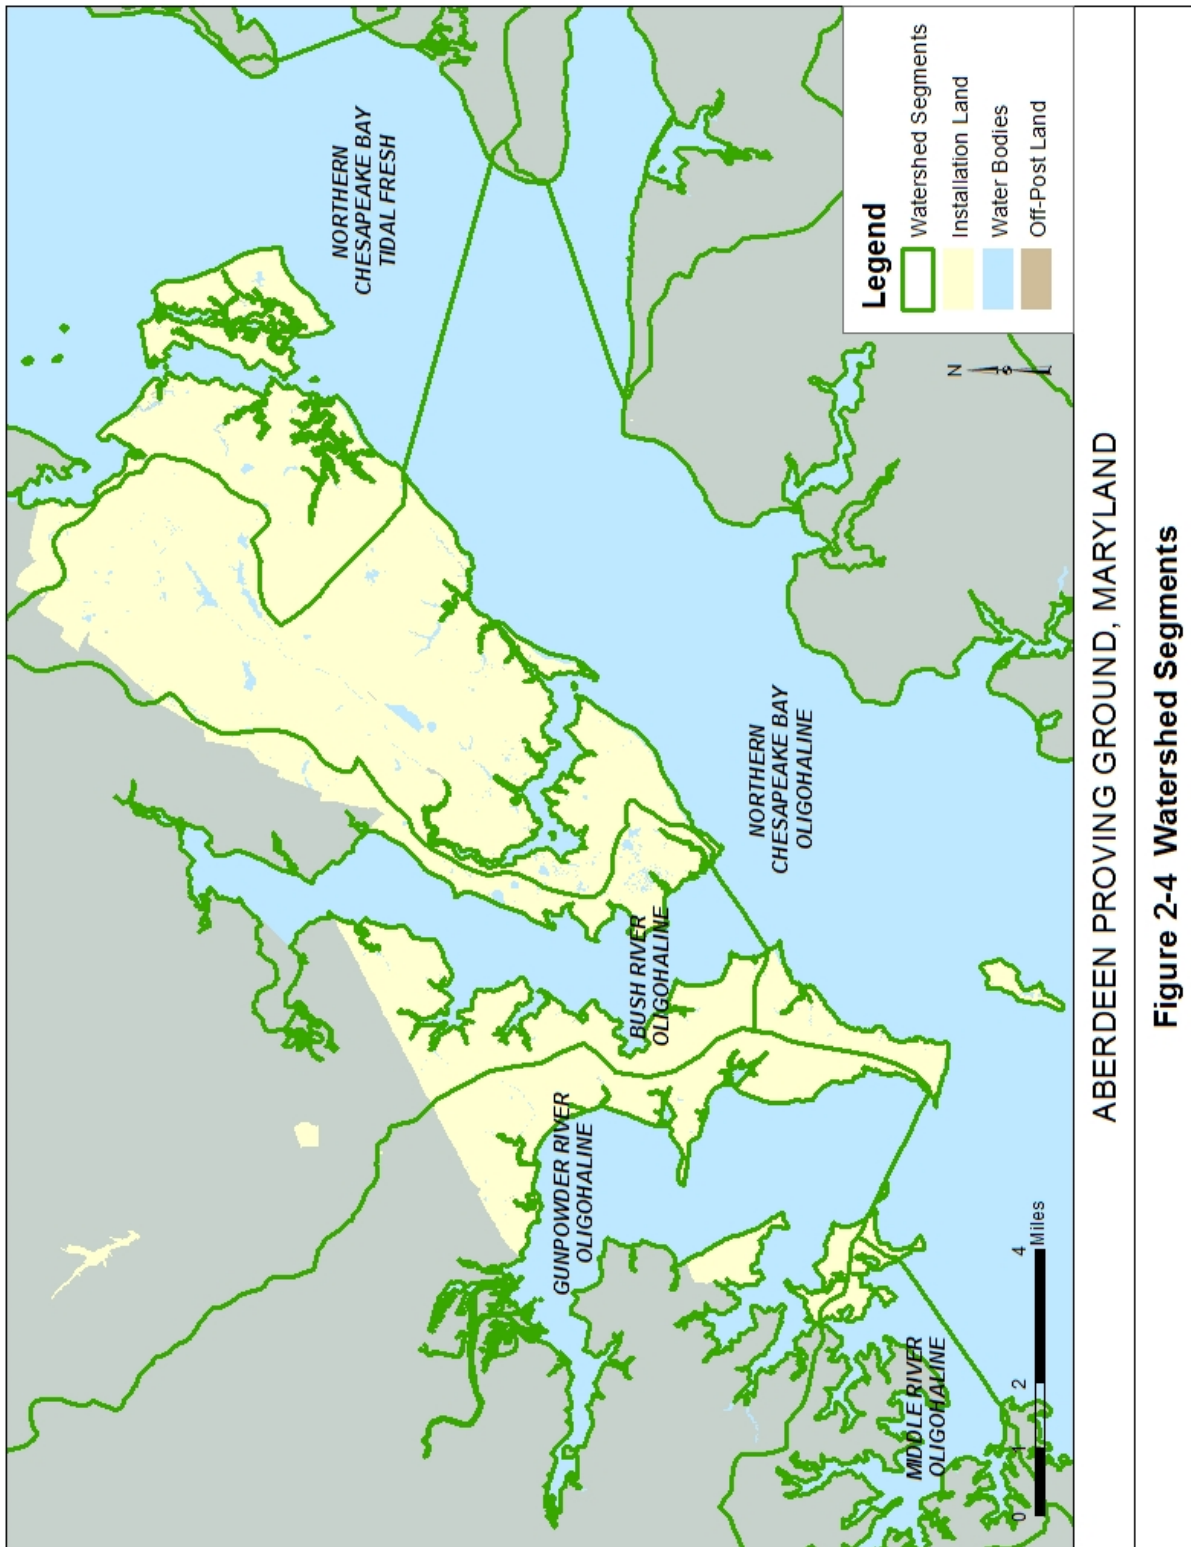 NORTHERN
CHESAPEAKE BAY
TIDAL FRESH
NORTHERN
CHESAPEAKE BAY
OLIGOHALINE
BUSH RIVER
OLIGOHALINE
GUNPOWDER RIVER
OLIGOHALINE
MIDDLE RIVER
OLIGOHALINE
Legend
Watershed Segments
Installation Land
Water Bodies
Off-Post Land
N
S
0 1 2 4
Miles
ABERDEEN PROVING GROUND, MARYLAND
Figure 2-4 Watershed Segments